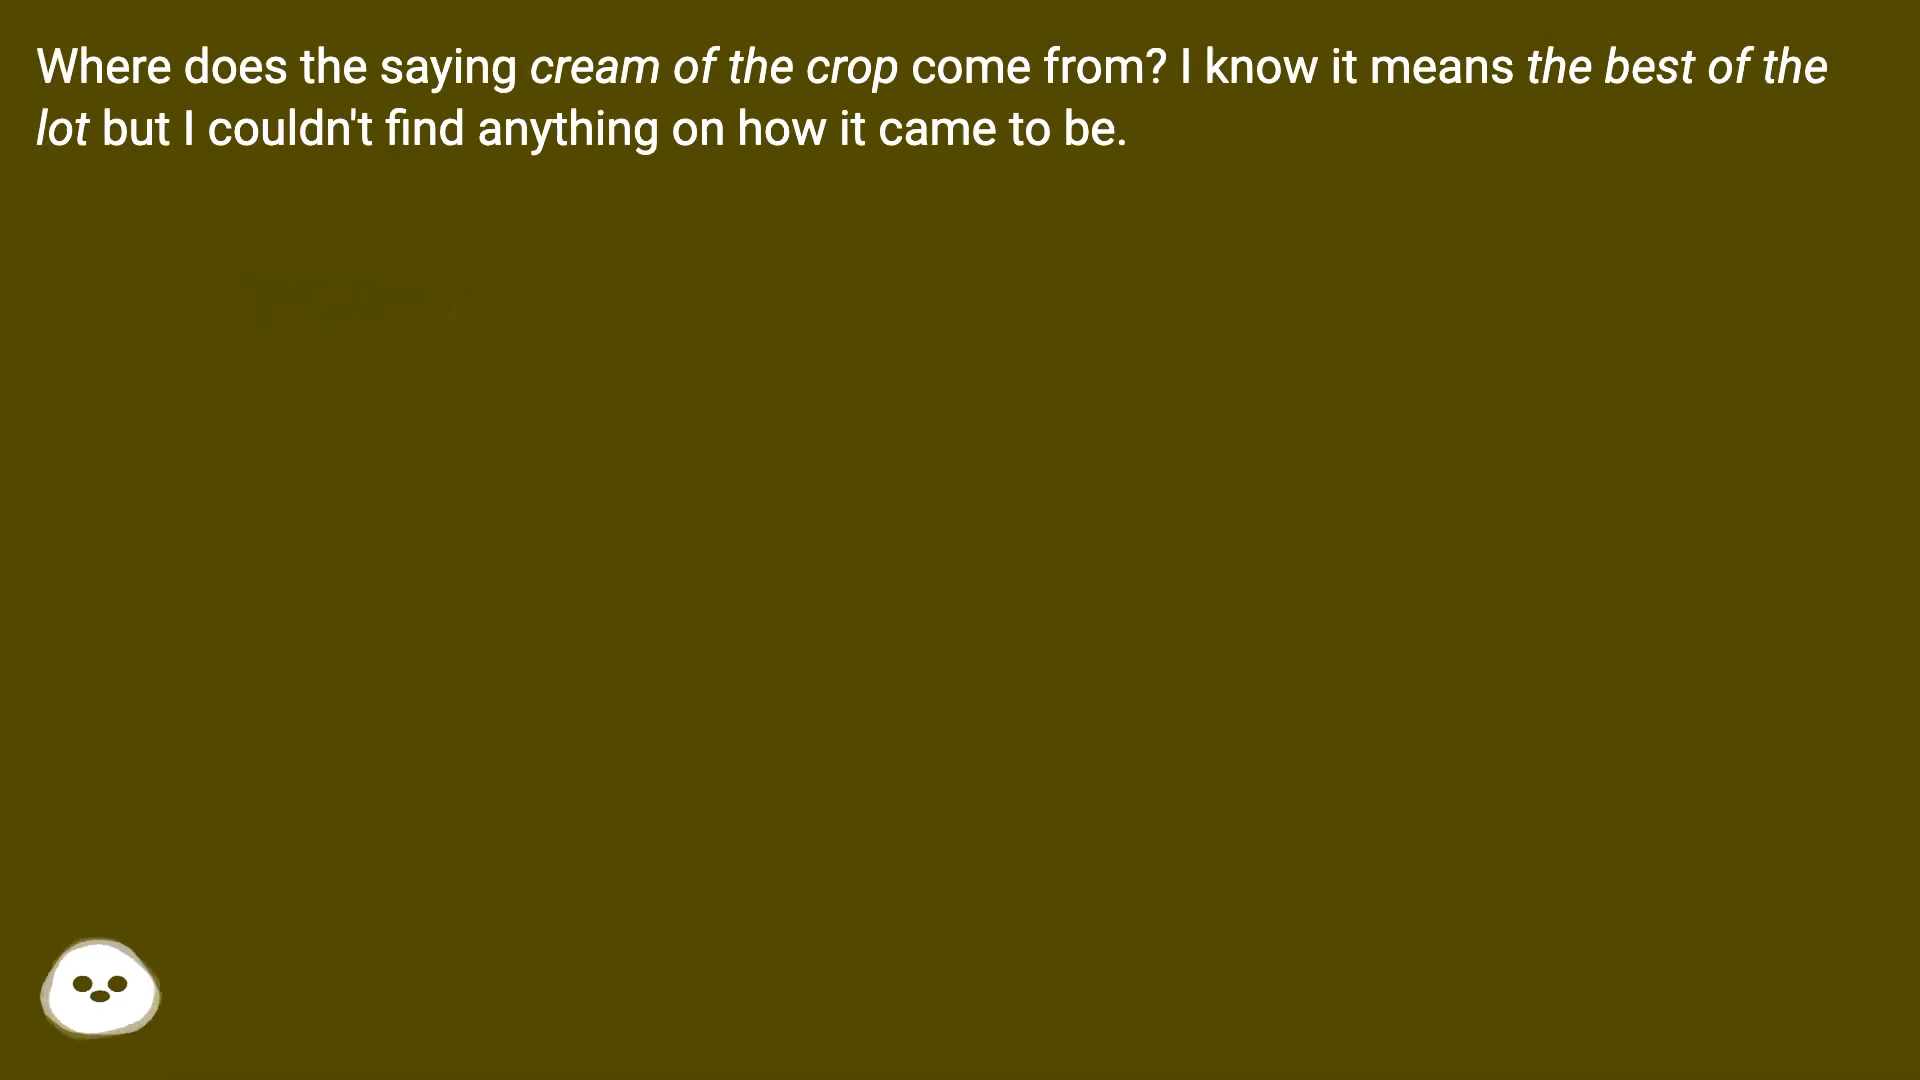 Where does the saying cream of the crop come from? I know it means the best of the
lot but I couldn't find anything on how it came to be.